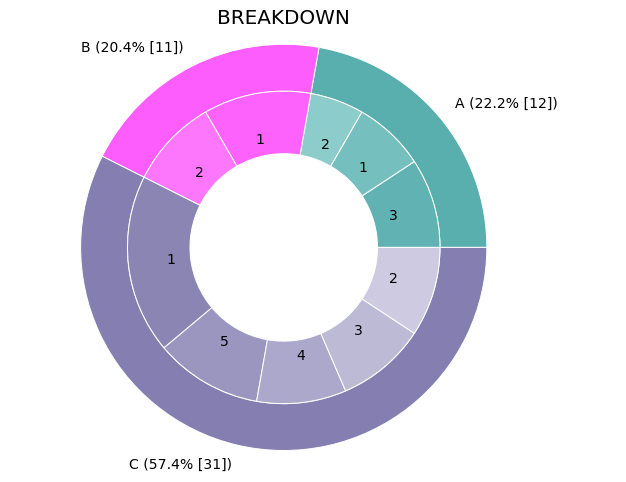 BREAKDOWN
B (20.4% [11])
A (22.2% [12])
1
2
2
1
3
1
2
5
4
3
C (57.4% [31])